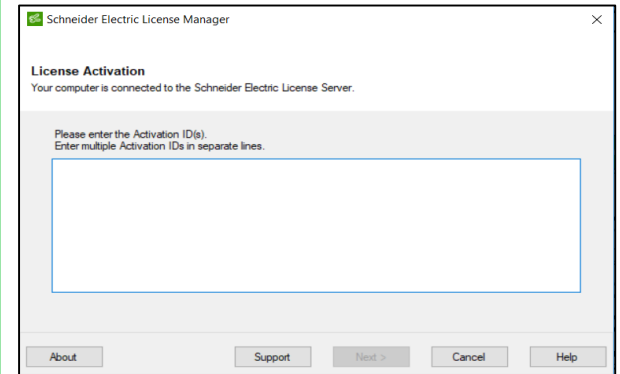 Schneider Electric License Manager
License Activation
Your computer is connected to the Schneider Electric License Server.
Please enter the Activation ID(s).
Enter multiple Activation IDs in separate lines.
About Support Next > Cancel Help